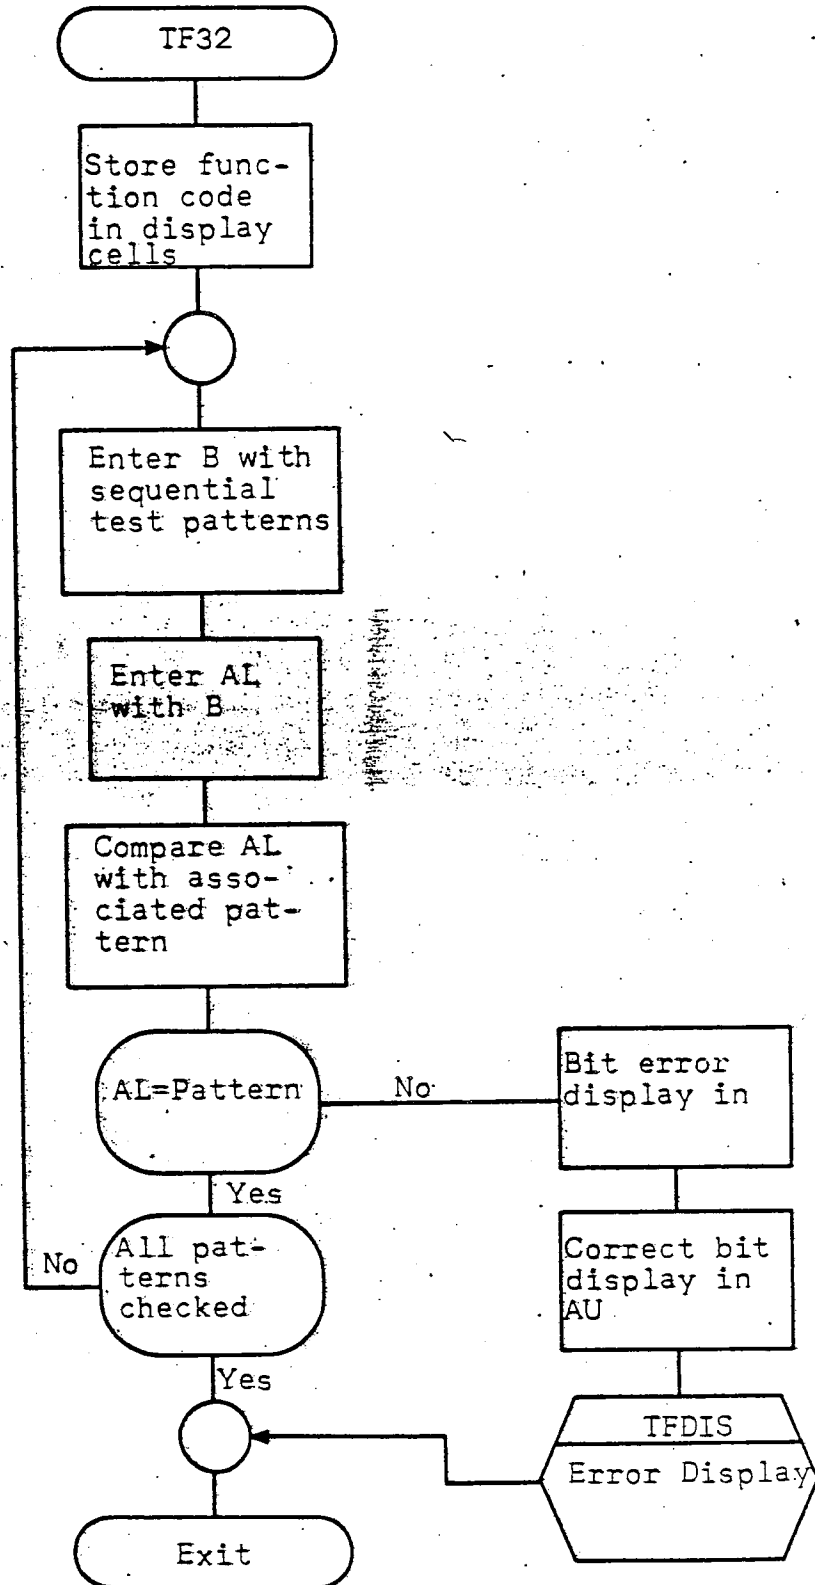 TF32
Store func-
tion code
in display
cells
Enter B with
sequential
test patterns
Enter AL
with B
Compare AL
with asso-
ciated pat-
tern
AL=Pattern
No
Bit error
display in
Yes
All pat-
terns
checked
No
Correct bit
display in
AU
Yes
TFDIS
Error Display
Exit